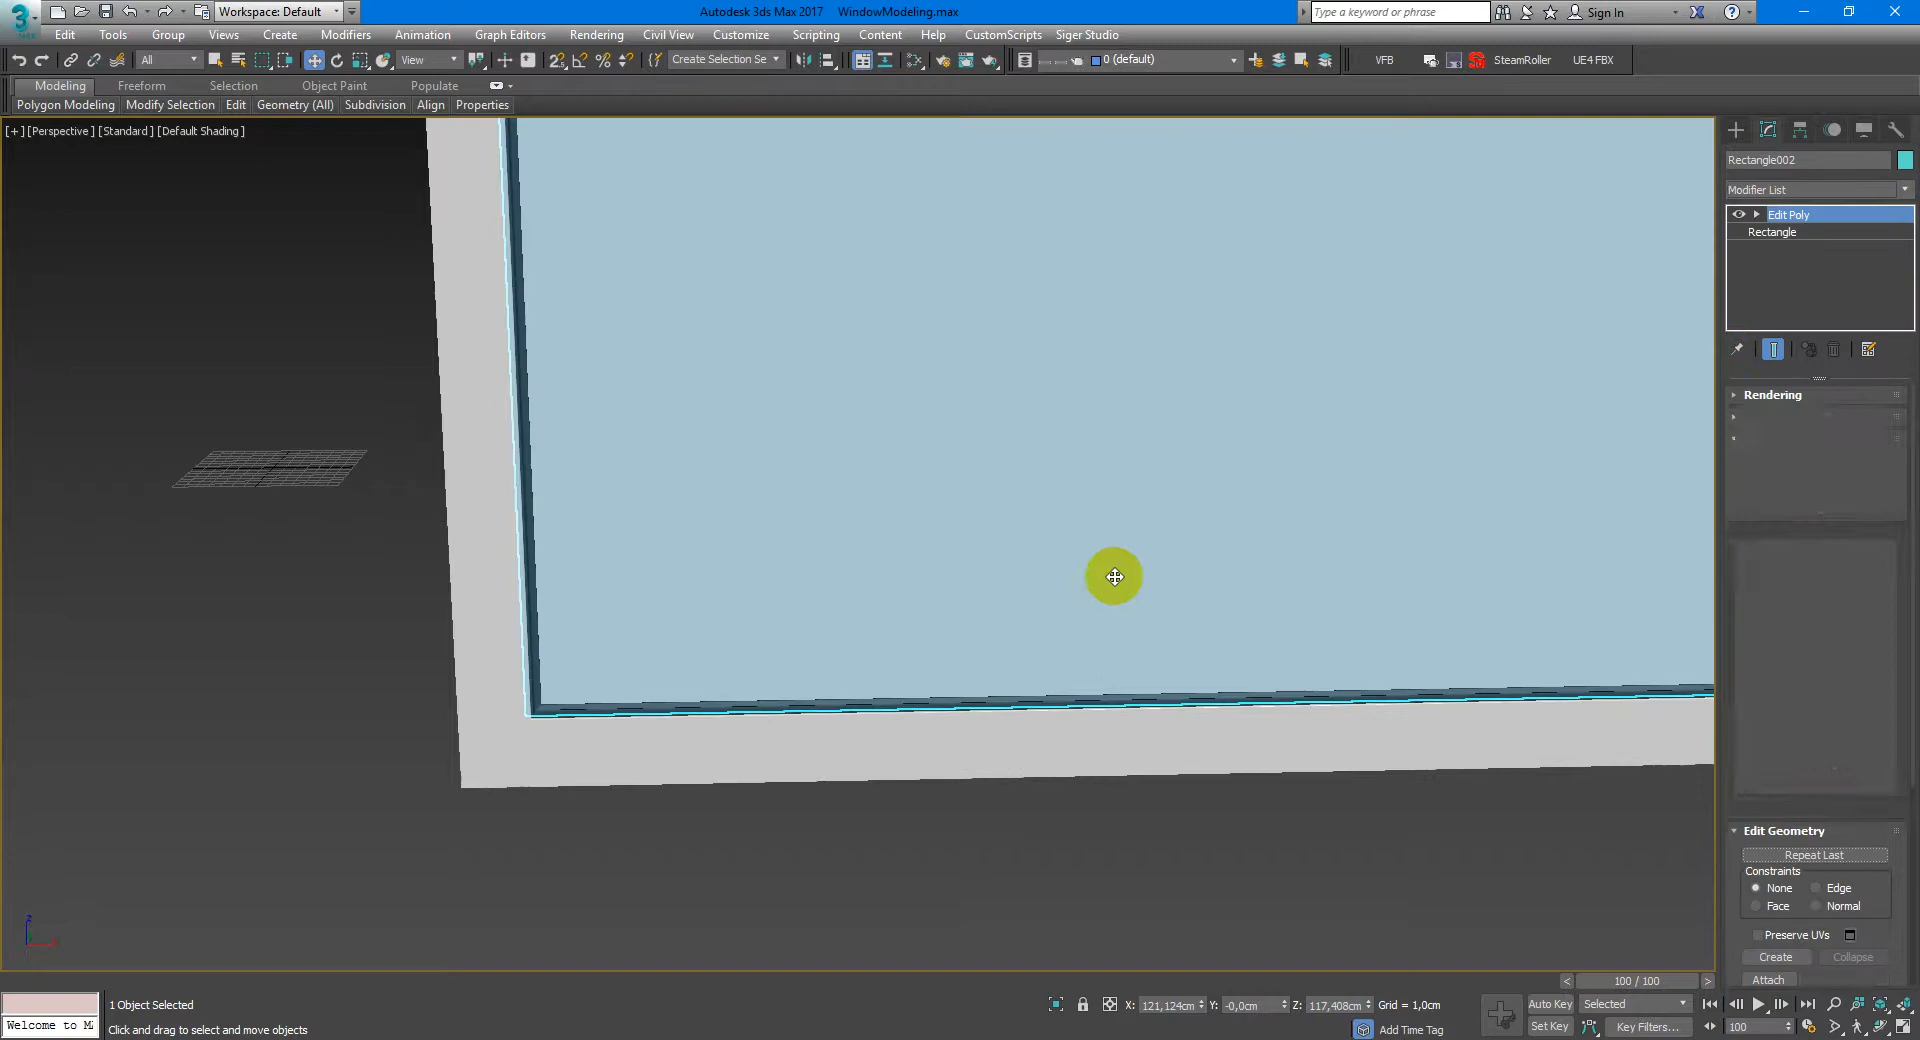 Workspace: Default
Autodesk 3ds Max 2017    WindowModeling.max
Type a keyword or phrase
Sign In
3
MAX
Edit Tools Group Views Create Modifiers Animation Graph Editors Rendering Civil View Customize Scripting Content Help CustomScripts Siger Studio
All
View
Create Selection Se
0 (default)
VFB
SteamRoller
UE4 FBX
Modeling Freeform Selection Object Paint Populate
Polygon Modeling Modify Selection Edit Geometry (All) Subdivision Align Properties
[+] [Perspective] [Standard] [Default Shading]
Rectangle002
Modifier List
Edit Poly
Rectangle
Rendering
Edit Geometry
Repeat Last
Constraints
None Edge
Face Normal
Preserve UVs
Create Collapse
Attach
z
100 / 100
1 Object Selected
X: 121,124cm Y: -0,0cm Z: 117,408cm Grid = 1,0cm
Auto Key Selected
Welcome to M
Click and drag to select and move objects
Add Time Tag
Set Key Key Filters...
100